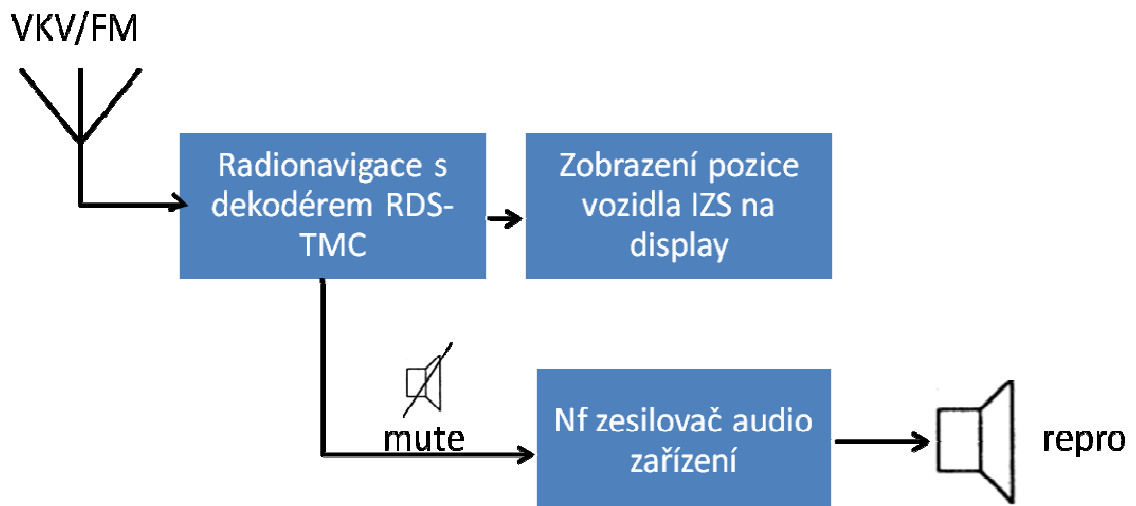 VKV/FM
Radionavigace s
dekodérem RDS-
TMC
Zobrazení pozice
vozidla IZS na
display
mute
Nf zesilovač audio
zařízení
repro